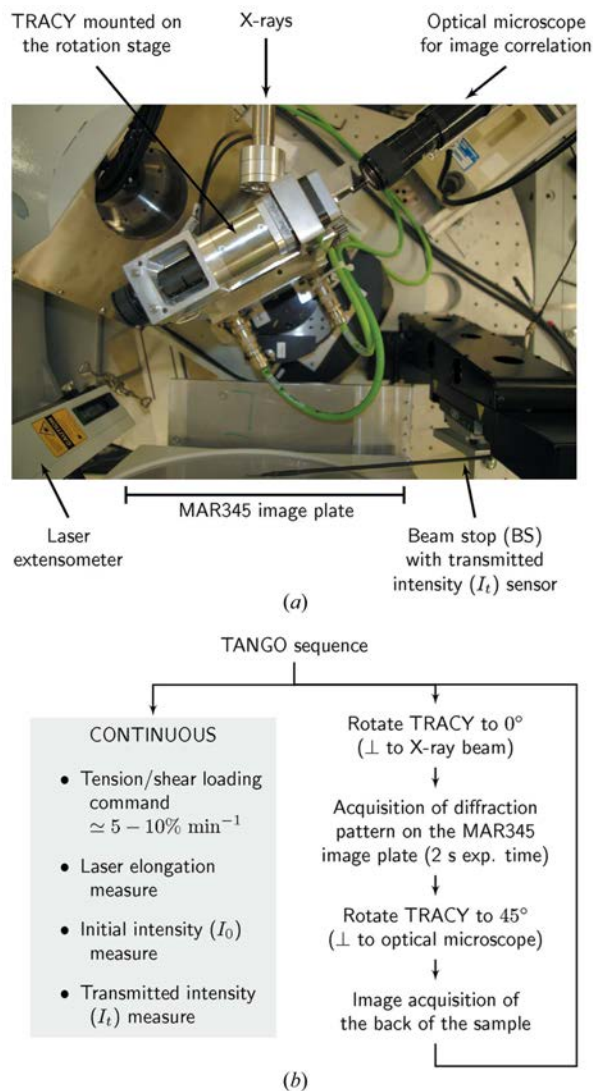 TRACY mounted on
the rotation stage
X-rays
Optical microscope
for image correlation
MAR345 image plate
Laser
extensometer
Beam stop (BS)
with transmitted
intensity (I_t) sensor
(a)
TANGO sequence
CONTINUOUS
• Tension/shear loading
command
≃ 5 − 10% min⁻¹
• Laser elongation
measure
• Initial intensity (I_0)
measure
• Transmitted intensity
(I_t) measure
Rotate TRACY to 0°
(⊥ to X-ray beam)
Acquisition of diffraction
pattern on the MAR345
image plate (2 s exp. time)
Rotate TRACY to 45°
(⊥ to optical microscope)
Image acquisition of
the back of the sample
(b)